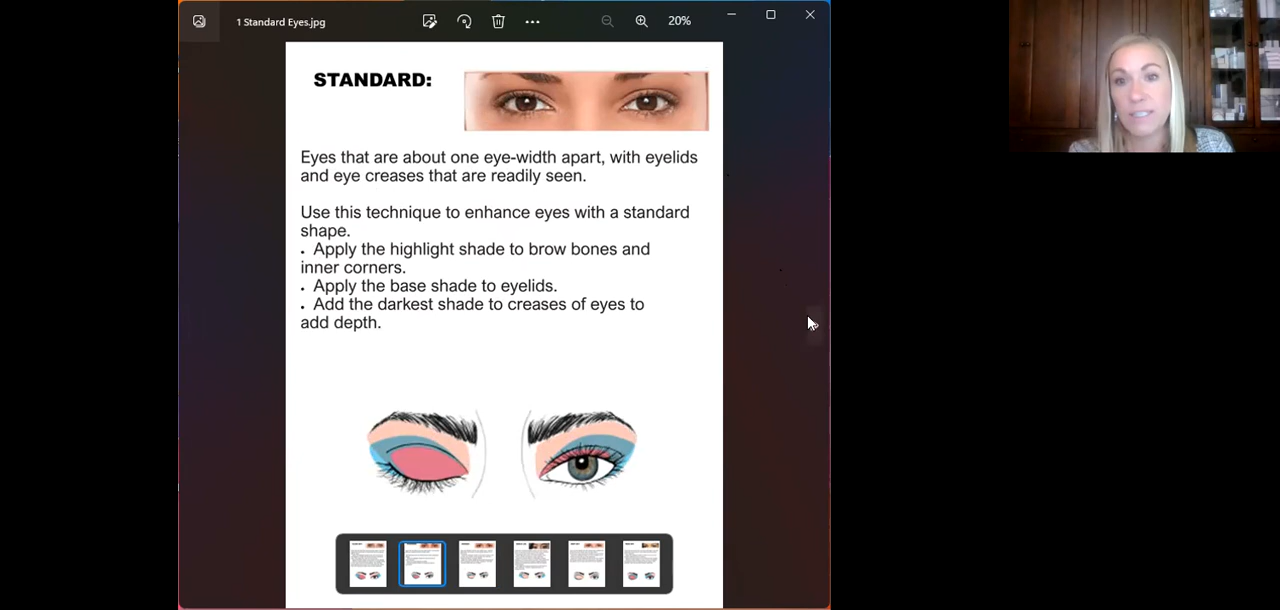 1 Standard Eyes.jpg
20%
STANDARD:
Eyes that are about one eye-width apart, with eyelids
and eye creases that are readily seen.
Use this technique to enhance eyes with a standard
shape.
• Apply the highlight shade to brow bones and
inner corners.
• Apply the base shade to eyelids.
• Add the darkest shade to creases of eyes to
add depth.